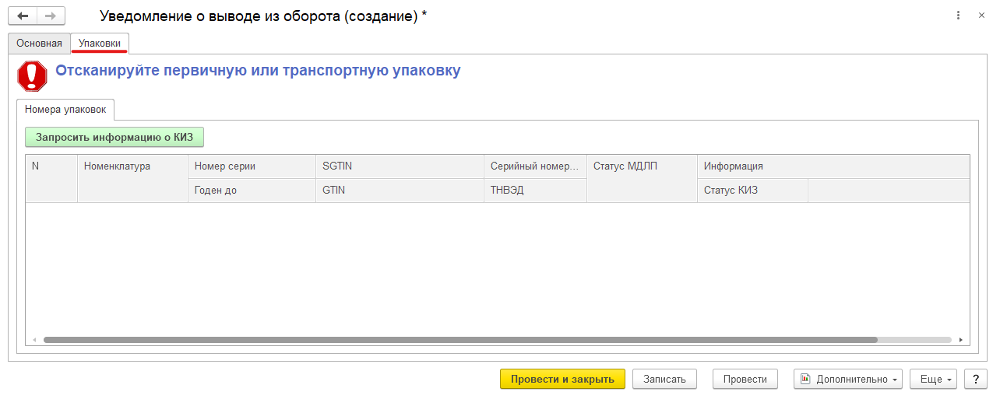 Уведомление о выводе из оборота (создание) *
Основная Упаковки
Отсканируйте первичную или транспортную упаковку
Номера упаковок
Запросить информацию о КИЗ
N Номенклатура Номер серии SGTIN Серийный номер... Статус МДЛП Информация
Годен до GTIN ТНВЭД Статус КИЗ
Провести и закрыть Записать Провести Дополнительно Еще ?